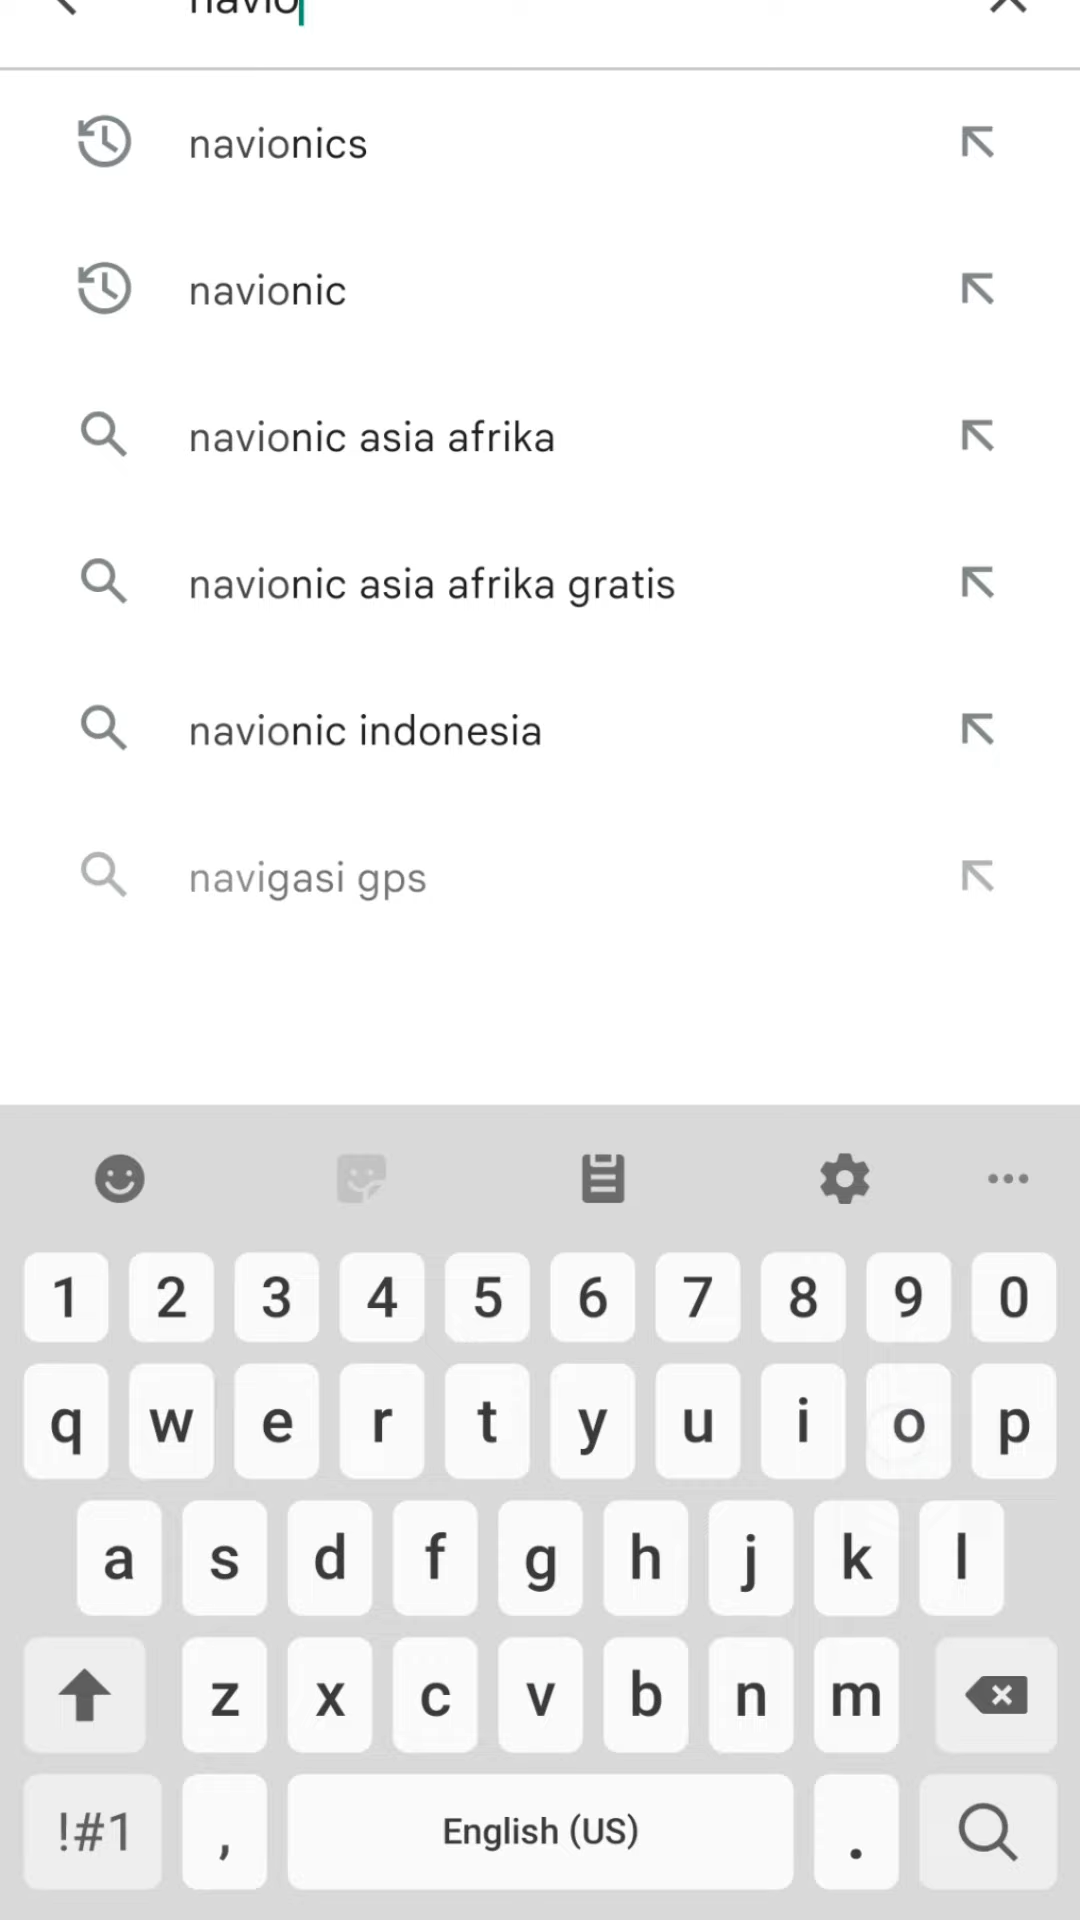 navio
navionics
navionic
navionic asia afrika
navionic asia afrika gratis
navionic indonesia
navigasi gps
1 2 3 4 5 6 7 8 9 0
q w e r t y u i o p
a s d f g h j k l
z x c v b n m
!#1 , English (US) .